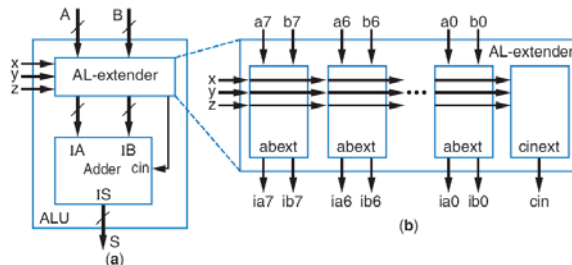 A B
x
y
z
AL-extender
IA IB
Adder cin
IS
ALU
S
(a)
a7 b7 a6 b6 a0 b0
AL-extender
x
y
z
...
abext abext abext cinext
ia7 ib7 ia6 ib6 ia0 ib0 cin
(b)